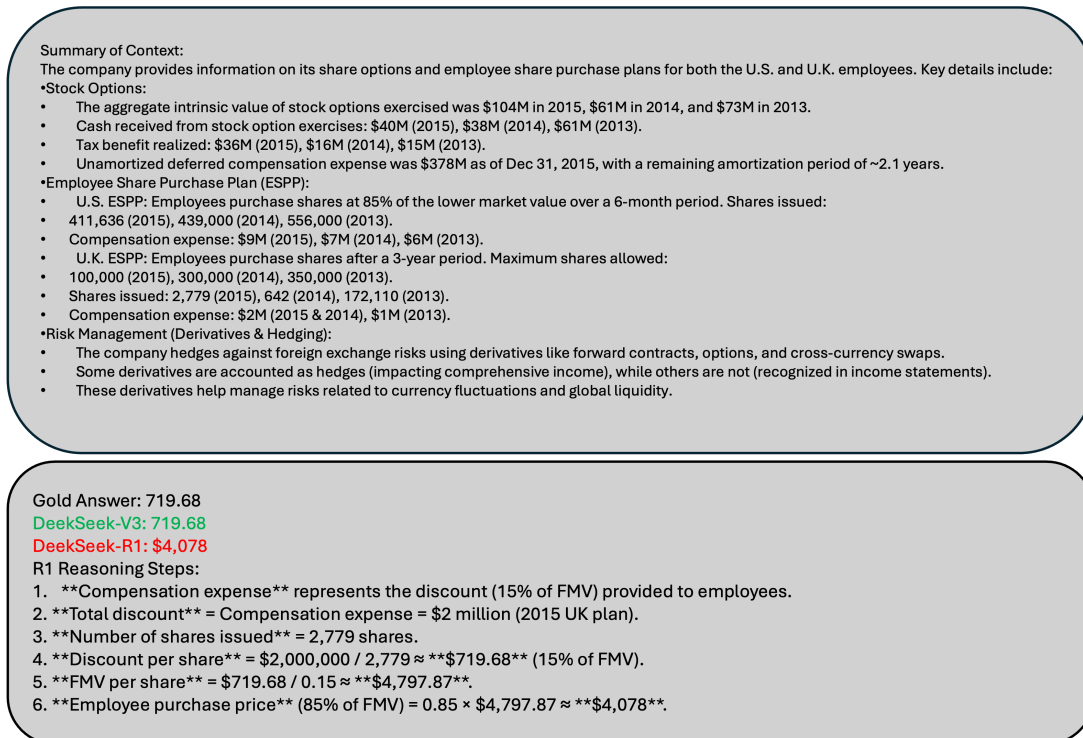 Summary of Context:
The company provides information on its share options and employee share purchase plans for both the U.S. and U.K. employees. Key details include:
•Stock Options:
• The aggregate intrinsic value of stock options exercised was $104M in 2015, $61M in 2014, and $73M in 2013.
• Cash received from stock option exercises: $40M (2015), $38M (2014), $61M (2013).
• Tax benefit realized: $36M (2015), $16M (2014), $15M (2013).
• Unamortized deferred compensation expense was $378M as of Dec 31, 2015, with a remaining amortization period of ~2.1 years.
•Employee Share Purchase Plan (ESPP):
• U.S. ESPP: Employees purchase shares at 85% of the lower market value over a 6-month period. Shares issued:
• 411,636 (2015), 439,000 (2014), 556,000 (2013).
• Compensation expense: $9M (2015), $7M (2014), $6M (2013).
• U.K. ESPP: Employees purchase shares after a 3-year period. Maximum shares allowed:
• 100,000 (2015), 300,000 (2014), 350,000 (2013).
• Shares issued: 2,779 (2015), 642 (2014), 172,110 (2013).
• Compensation expense: $2M (2015 & 2014), $1M (2013).
•Risk Management (Derivatives & Hedging):
• The company hedges against foreign exchange risks using derivatives like forward contracts, options, and cross-currency swaps.
• Some derivatives are accounted as hedges (impacting comprehensive income), while others are not (recognized in income statements).
• These derivatives help manage risks related to currency fluctuations and global liquidity.
Gold Answer: 719.68
DeekSeek-V3: 719.68
DeekSeek-R1: $4,078
R1 Reasoning Steps:
1. **Compensation expense** represents the discount (15% of FMV) provided to employees.
2. **Total discount** = Compensation expense = $2 million (2015 UK plan).
3. **Number of shares issued** = 2,779 shares.
4. **Discount per share** = $2,000,000 / 2,779 ≈ **$719.68** (15% of FMV).
5. **FMV per share** = $719.68 / 0.15 ≈ **$4,797.87**.
6. **Employee purchase price** (85% of FMV) = 0.85 × $4,797.87 ≈ **$4,078**.